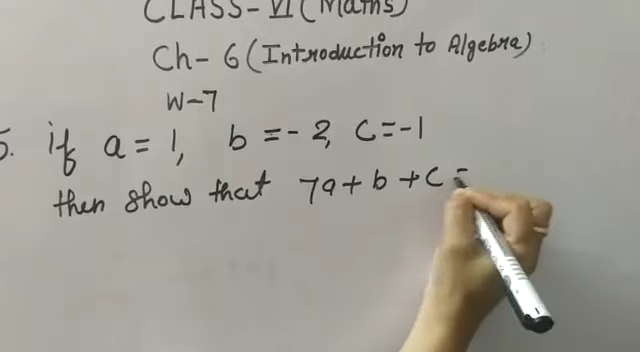 CLASS-VI (Maths)
Ch-6 (Introduction to Algebra)
W-7
5. if a = 1, b = -2, c = -1
then show that 7a + b + c =